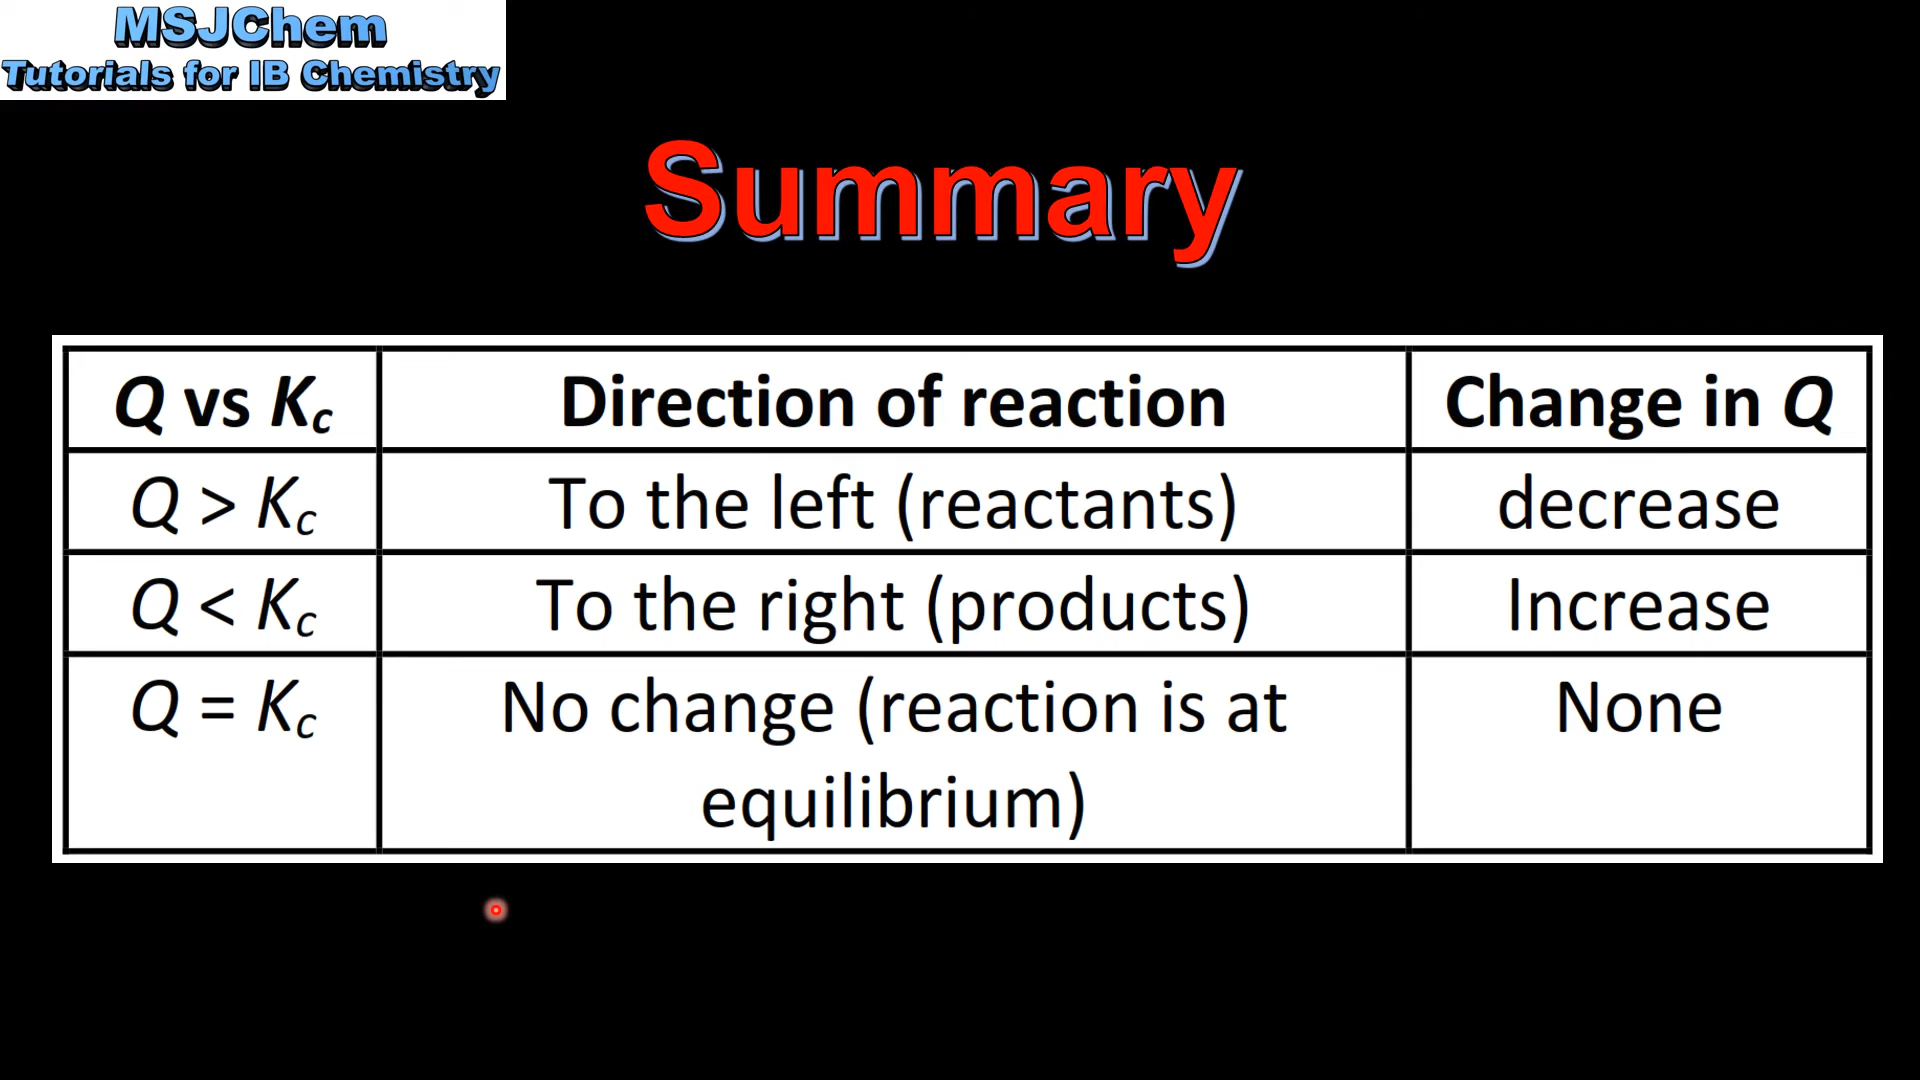 MSJChem
Tutorials for IB Chemistry
Summary
Q vs Kc Direction of reaction Change in Q
Q > Kc To the left (reactants) decrease
Q < Kc To the right (products) Increase
Q = Kc No change (reaction is at None
equilibrium)